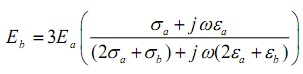 E_b = 3E_a ( (σ_a + jωε_a) / ((2σ_a + σ_b) + jω(2ε_a + ε_b)) )